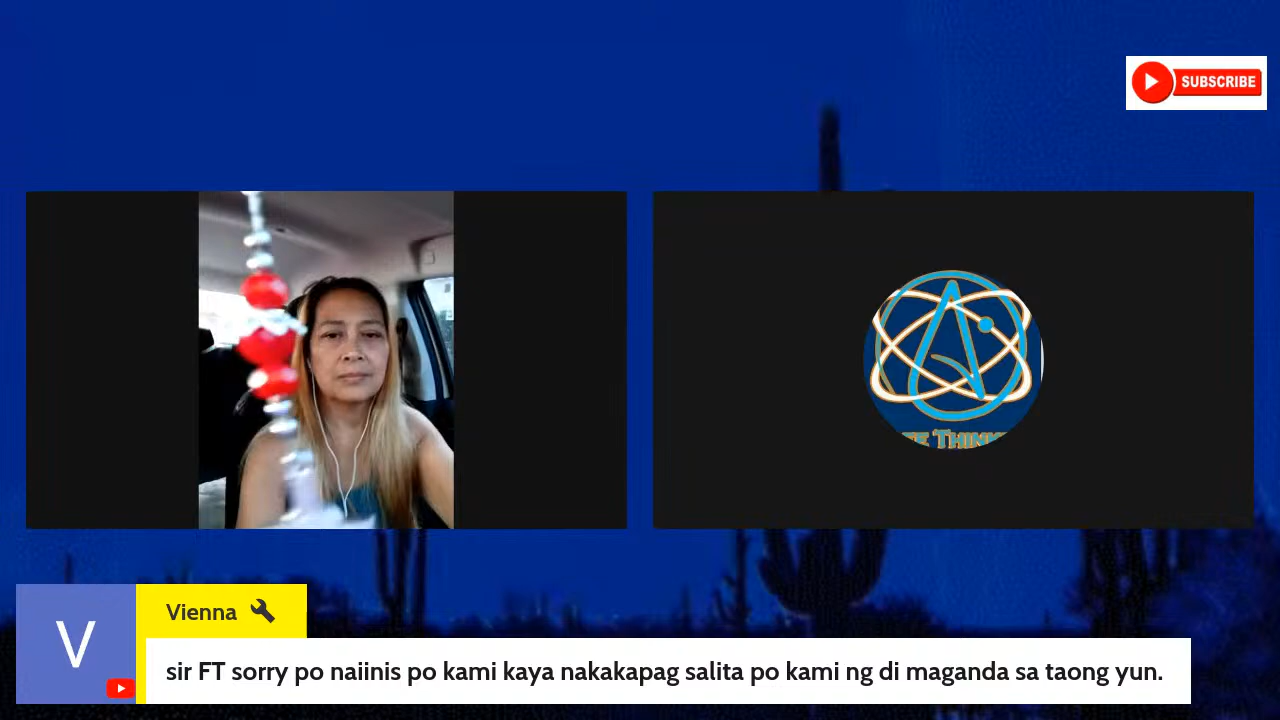 SUBSCRIBE
THINK
V
Vienna
sir FT sorry po naiinis po kami kaya nakakapag salita po kami ng di maganda sa taong yun.